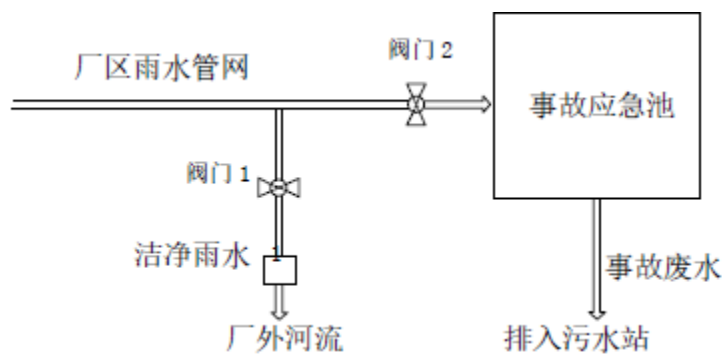 厂区雨水管网
阀门 2
事故应急池
阀门 1
洁净雨水
1
事故废水
厂外河流
排入污水站